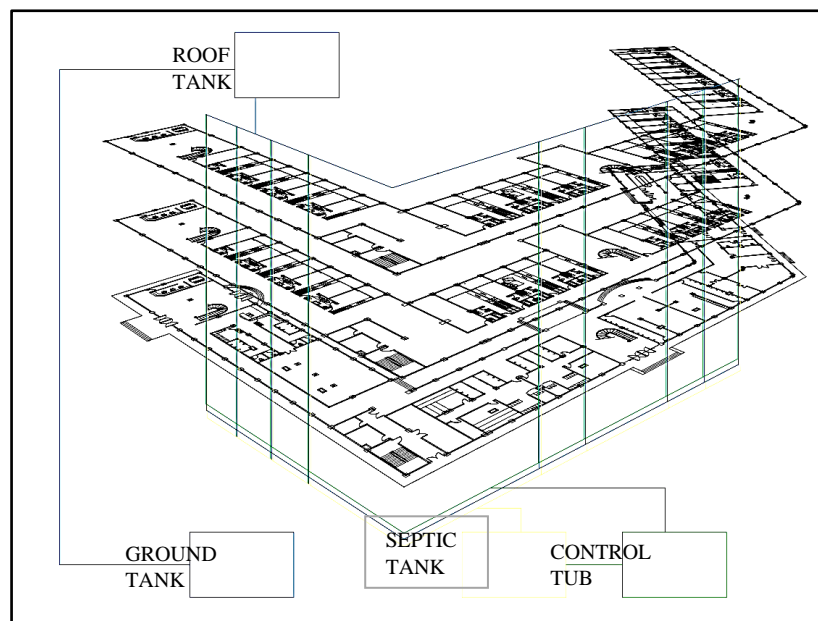 ROOF
TANK
GROUND
TANK
SEPTIC
TANK
CONTROL
TUB